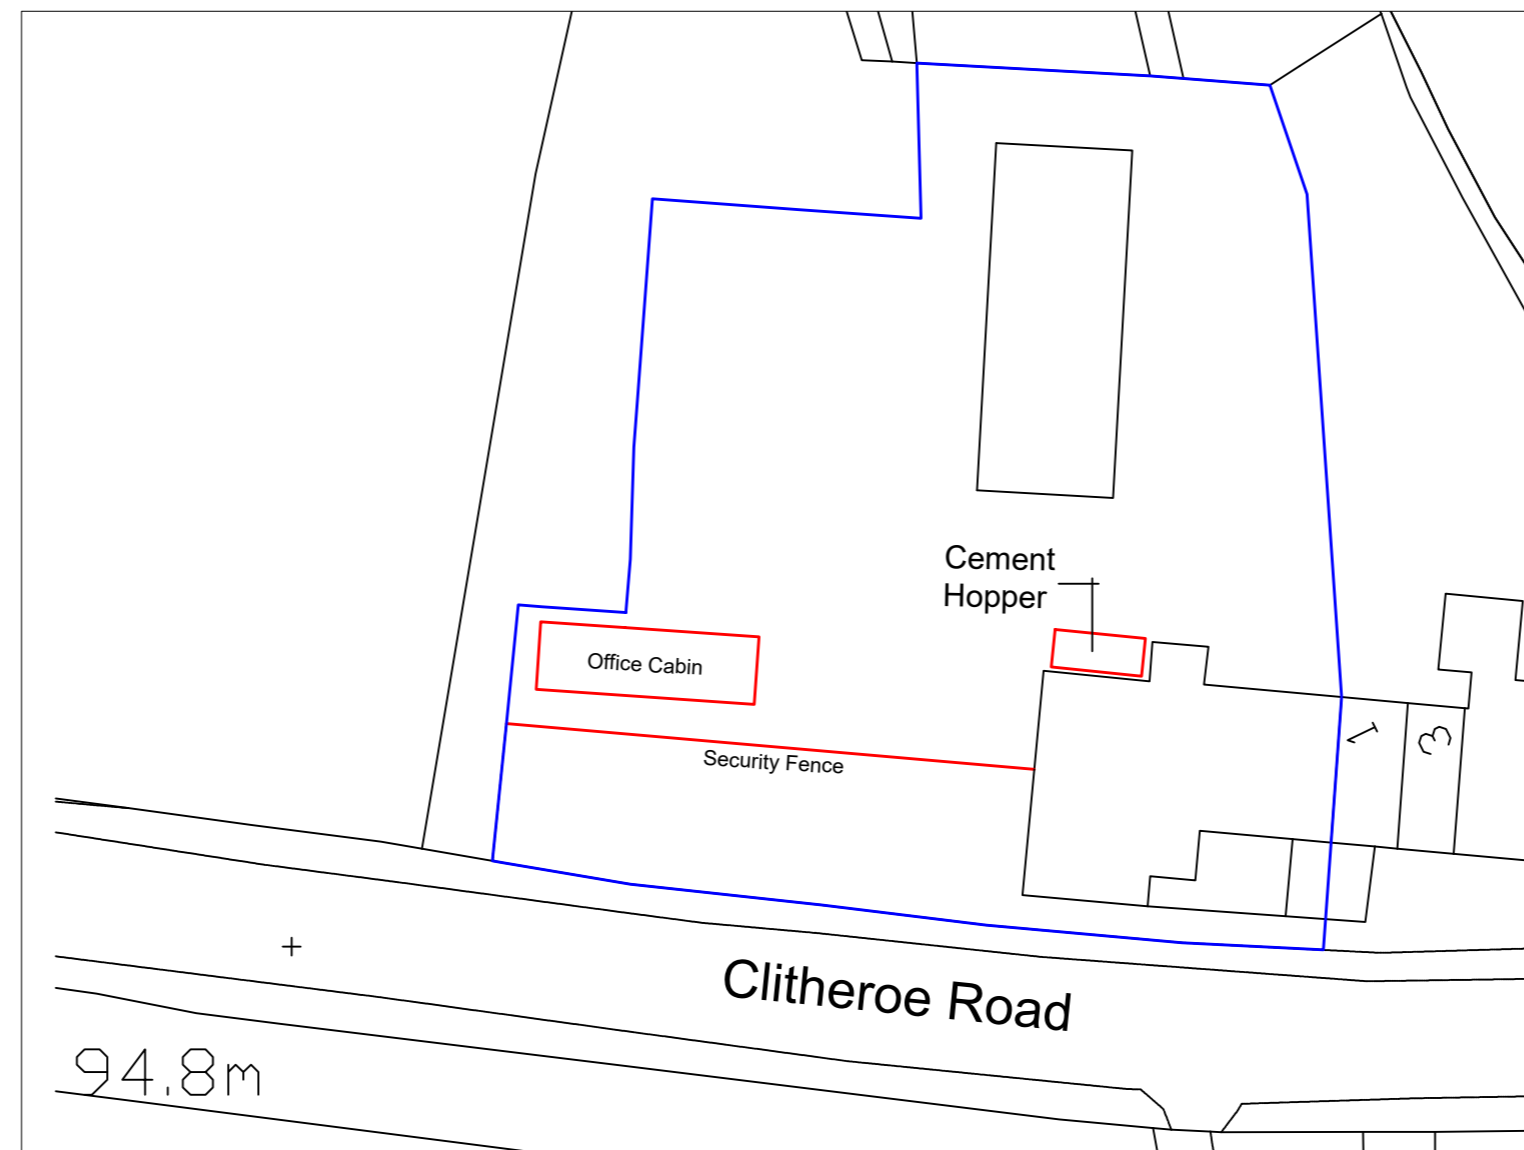 Cement
Hopper
Office Cabin
Security Fence
1
3
Clitheroe Road
94.8m